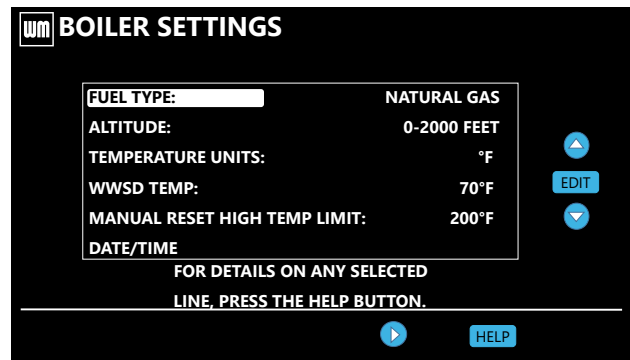 wm BOILER SETTINGS
FUEL TYPE: NATURAL GAS
ALTITUDE: 0-2000 FEET
TEMPERATURE UNITS: °F
WWSD TEMP: 70°F
EDIT
MANUAL RESET HIGH TEMP LIMIT: 200°F
DATE/TIME
FOR DETAILS ON ANY SELECTED
LINE, PRESS THE HELP BUTTON.
HELP